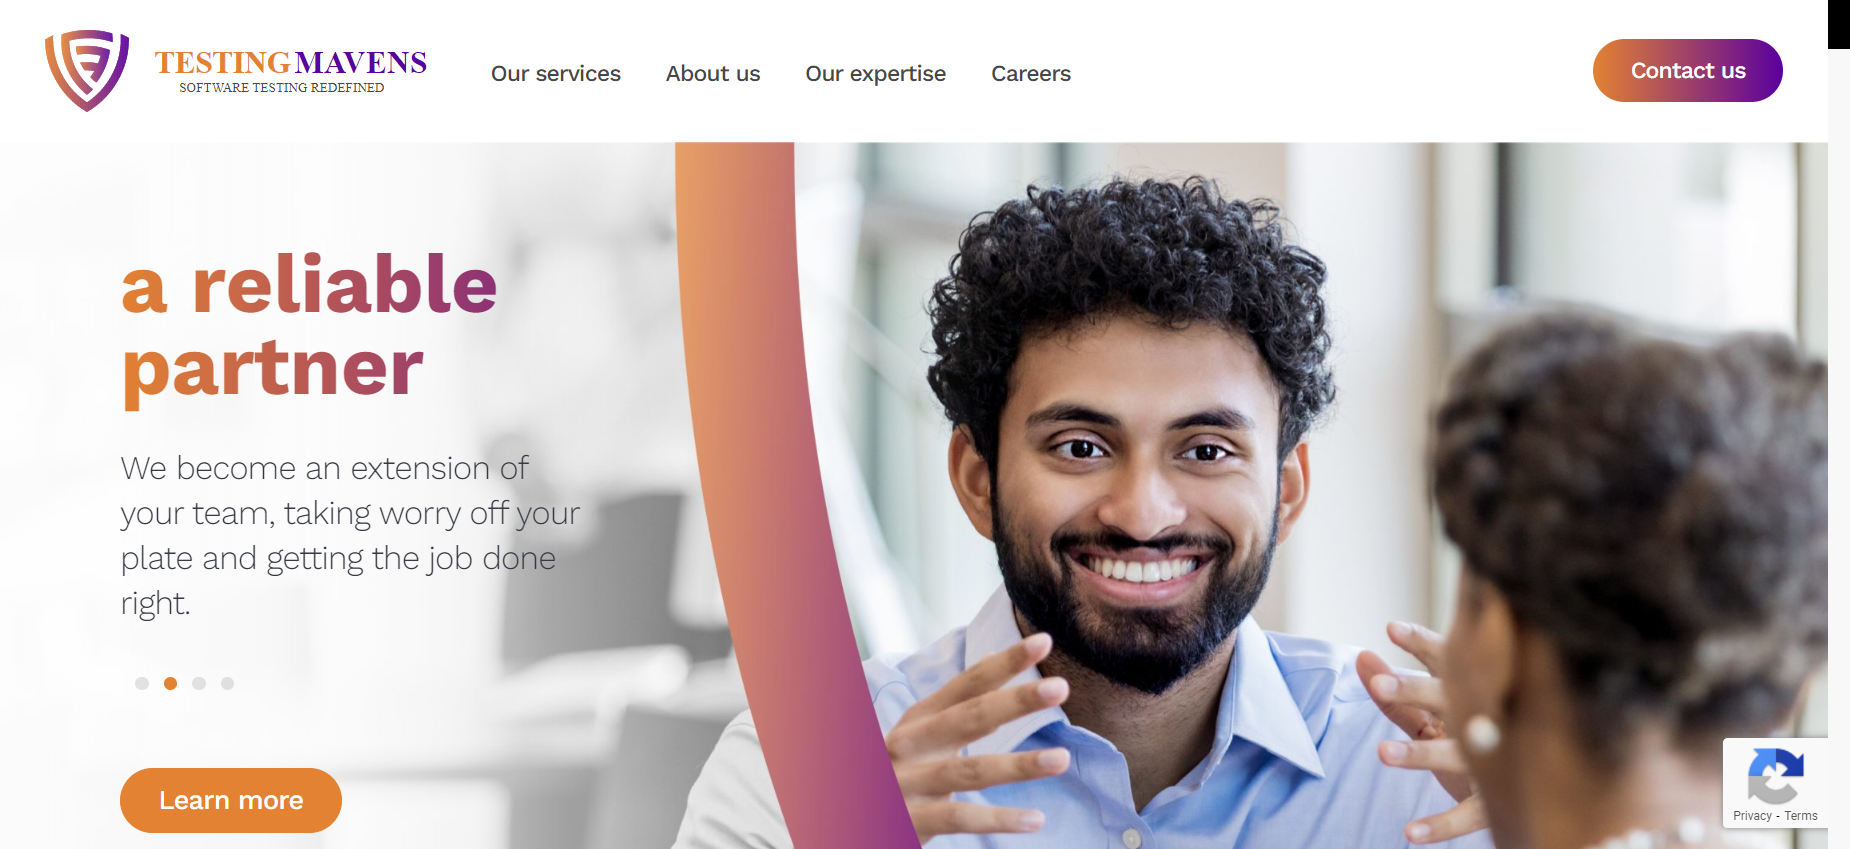 TESTING MAVENS
SOFTWARE TESTING REDEFINED
Our services
About us
Our expertise
Careers
Contact us
a reliable
partner
We become an extension of
your team, taking worry off your
plate and getting the job done
right.
Learn more
Privacy - Terms